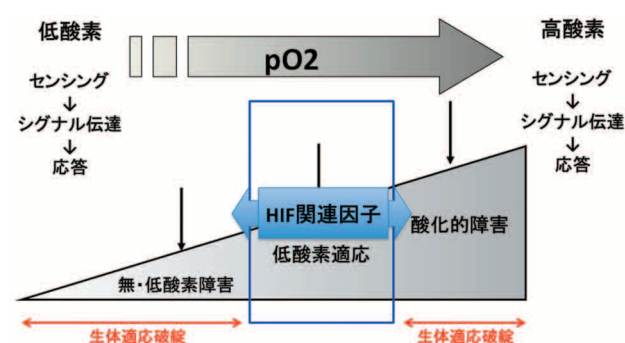 低酸素
高酸素
pO2
センシング
↓
シグナル伝達
↓
応答
センシング
↓
シグナル伝達
↓
応答
HIF関連因子
低酸素適応
酸化的障害
無・低酸素障害
生体適応破綻
生体適応破綻